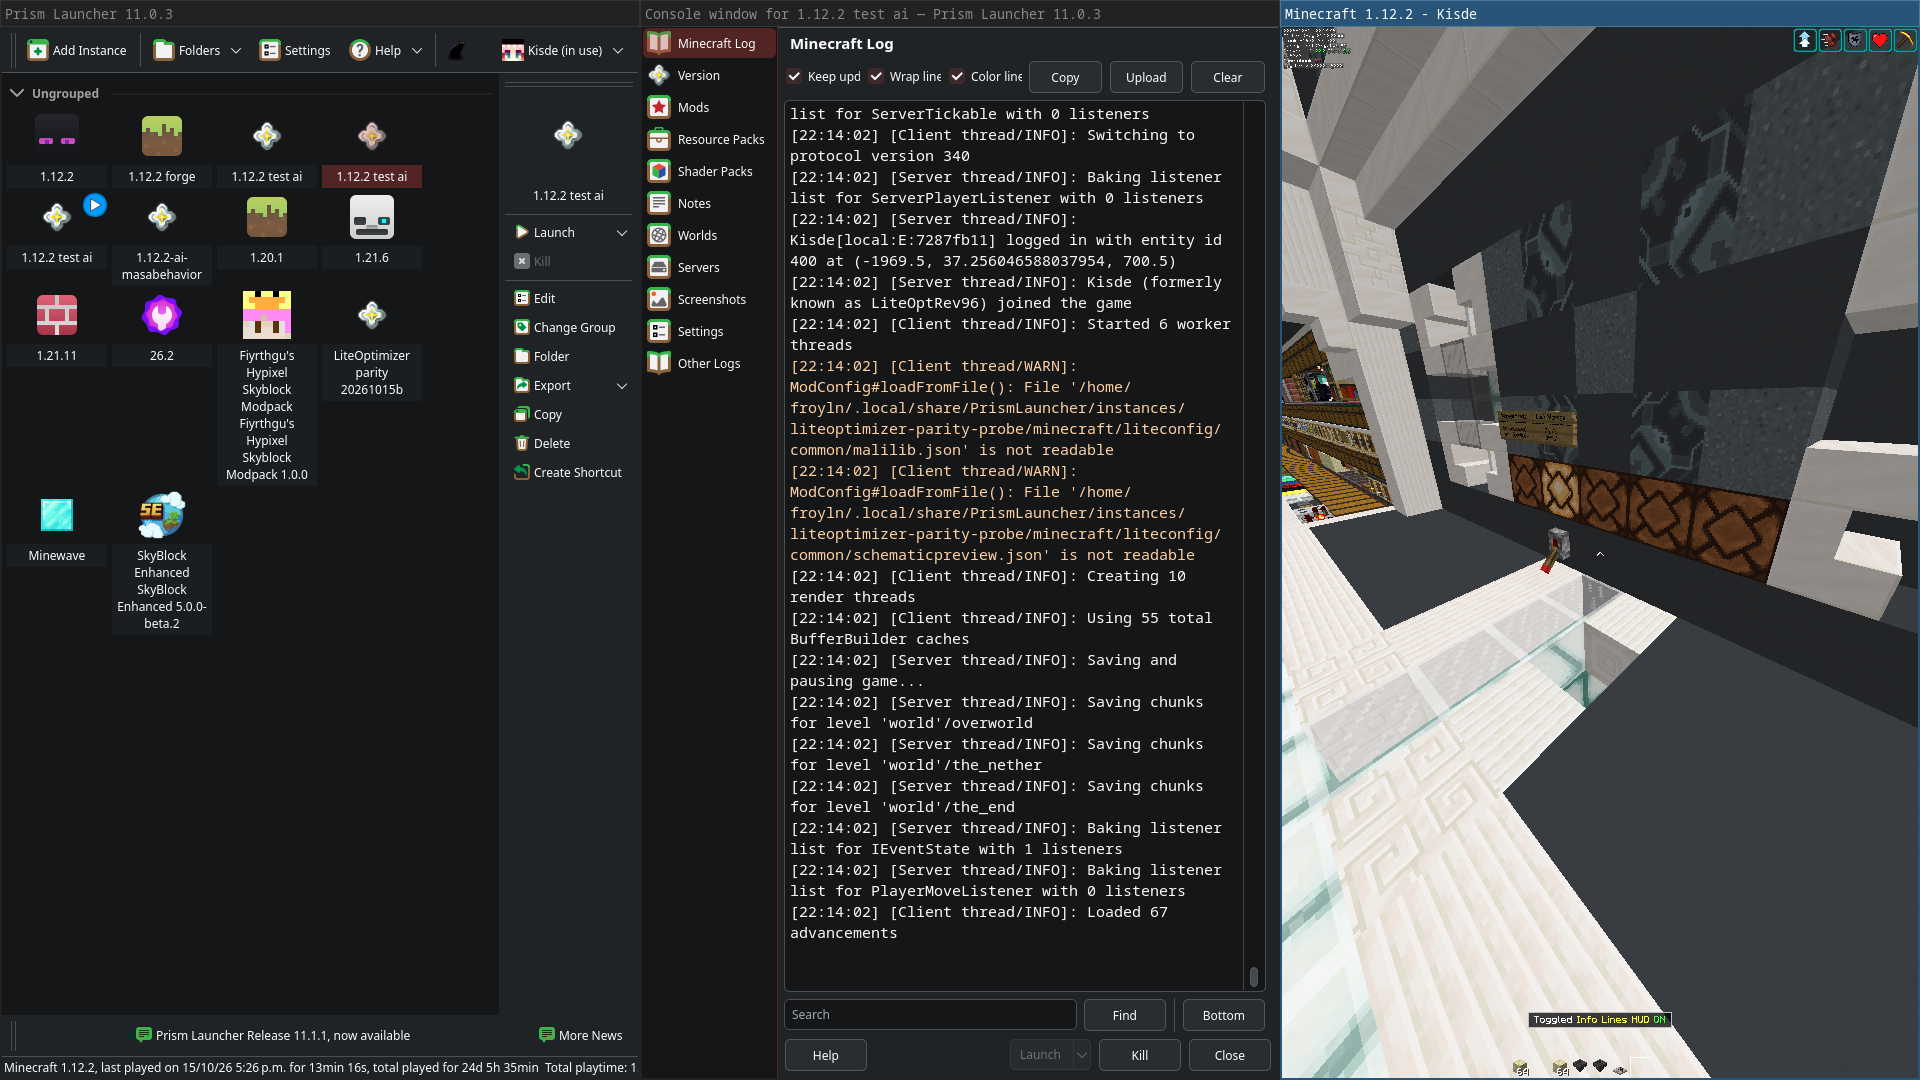 Prism Launcher 11.0.3
Add Instance
Folders
Settings
Help
Kisde (in use)
Ungrouped
1.12.2
1.12.2 forge
1.12.2 test ai
1.12.2 test ai
1.12.2 test ai
1.12.2-ai-
masabehavior
1.20.1
1.21.6
1.21.11
26.2
Fiyrthgu's
Hypixel
Skyblock
Modpack
Fiyrthgu's
Hypixel
Skyblock
Modpack 1.0.0
LiteOptimizer
parity
20261015b
Minewave
SkyBlock
Enhanced
SkyBlock
Enhanced 5.0.0-
beta.2
1.12.2 test ai
Launch
Kill
Edit
Change Group
Folder
Export
Copy
Delete
Create Shortcut
Prism Launcher Release 11.1.1, now available
More News
Minecraft 1.12.2, last played on 15/10/26 5:26 p.m. for 13min 16s, total played for 24d 5h 35min
Total playtime: 1
Console window for 1.12.2 test ai — Prism Launcher 11.0.3
Minecraft Log
Version
Mods
Resource Packs
Shader Packs
Notes
Worlds
Servers
Screenshots
Settings
Other Logs
Minecraft Log
Keep upd
Wrap line
Color line
Copy
Upload
Clear
list for ServerTickable with 0 listeners
[22:14:02] [Client thread/INFO]: Switching to
protocol version 340
[22:14:02] [Server thread/INFO]: Baking listener
list for ServerPlayerListener with 0 listeners
[22:14:02] [Server thread/INFO]:
Kisde[local:E:7287fb11] logged in with entity id
400 at (-1969.5, 37.256046588037954, 700.5)
[22:14:02] [Server thread/INFO]: Kisde (formerly
known as LiteOptRev96) joined the game
[22:14:02] [Client thread/INFO]: Started 6 worker
threads
[22:14:02] [Client thread/WARN]:
ModConfig#loadFromFile(): File '/home/
froyln/.local/share/PrismLauncher/instances/
liteoptimizer-parity-probe/minecraft/liteconfig/
common/malilib.json' is not readable
[22:14:02] [Client thread/WARN]:
ModConfig#loadFromFile(): File '/home/
froyln/.local/share/PrismLauncher/instances/
liteoptimizer-parity-probe/minecraft/liteconfig/
common/schematicpreview.json' is not readable
[22:14:02] [Client thread/INFO]: Creating 10
render threads
[22:14:02] [Client thread/INFO]: Using 55 total
BufferBuilder caches
[22:14:02] [Server thread/INFO]: Saving and
pausing game...
[22:14:02] [Server thread/INFO]: Saving chunks
for level 'world'/overworld
[22:14:02] [Server thread/INFO]: Saving chunks
for level 'world'/the_nether
[22:14:02] [Server thread/INFO]: Saving chunks
for level 'world'/the_end
[22:14:02] [Server thread/INFO]: Baking listener
list for IEventState with 1 listeners
[22:14:02] [Server thread/INFO]: Baking listener
list for PlayerMoveListener with 0 listeners
[22:14:02] [Client thread/INFO]: Loaded 67
advancements
Search
Find
Bottom
Help
Launch
Kill
Close
Minecraft 1.12.2 - Kisde
Toggled Info Lines HUD ON
64
64